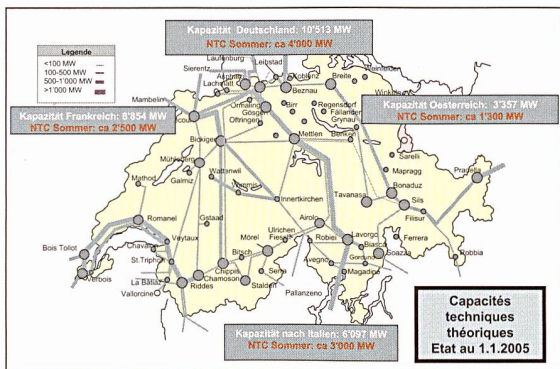 Kapazität Deutschland: 10'513 MW
NTC Sommer: ca 4'000 MW
Legende
<100 MW
100-500 MW
500-1'000 MW
>1'000 MW
Laufenburg
Leibstadt
Sierentz
Asphard
Koblenz
Lachmatt
Beznau
Breite
Mambelin
Kapazität Frankreich: 8'854 MW
NTC Sommer: ca 2'500 MW
Kapazität Oesterreich: 3'357 MW
NTC Sommer: ca 1'300 MW
Ormalingen
Gösgen
Oftringen
Birr
Regensdorf
Fällanden
Grynau
Bickigen
Mettlen
Benken
Mühleberg
Galmiz
Wattenwil
Wimmis
Innertkirchen
Sarelli
Mapragg
Bonaduz
Tavanasa
Sils
Filisur
Pradella
Mathod
Romanel
Gstaad
Veytaux
Bois Tollot
Verbois
St.Triphon
La Bâtiaz
Vallorcine
Riddes
Chamoson
Chippis
Bitsch
Mörel
Ulrichen
Fiesch
Serra
Stalden
Airolo
Robiei
Lavorgo
Biasca
Avegno
Gorduno
Magadino
Soazza
Ferrera
Robbia
Pallanzeno
Kapazität nach Italien: 6'097 MW
NTC Sommer: ca 3'000 MW
Capacités
techniques
théoriques
Etat au 1.1.2005